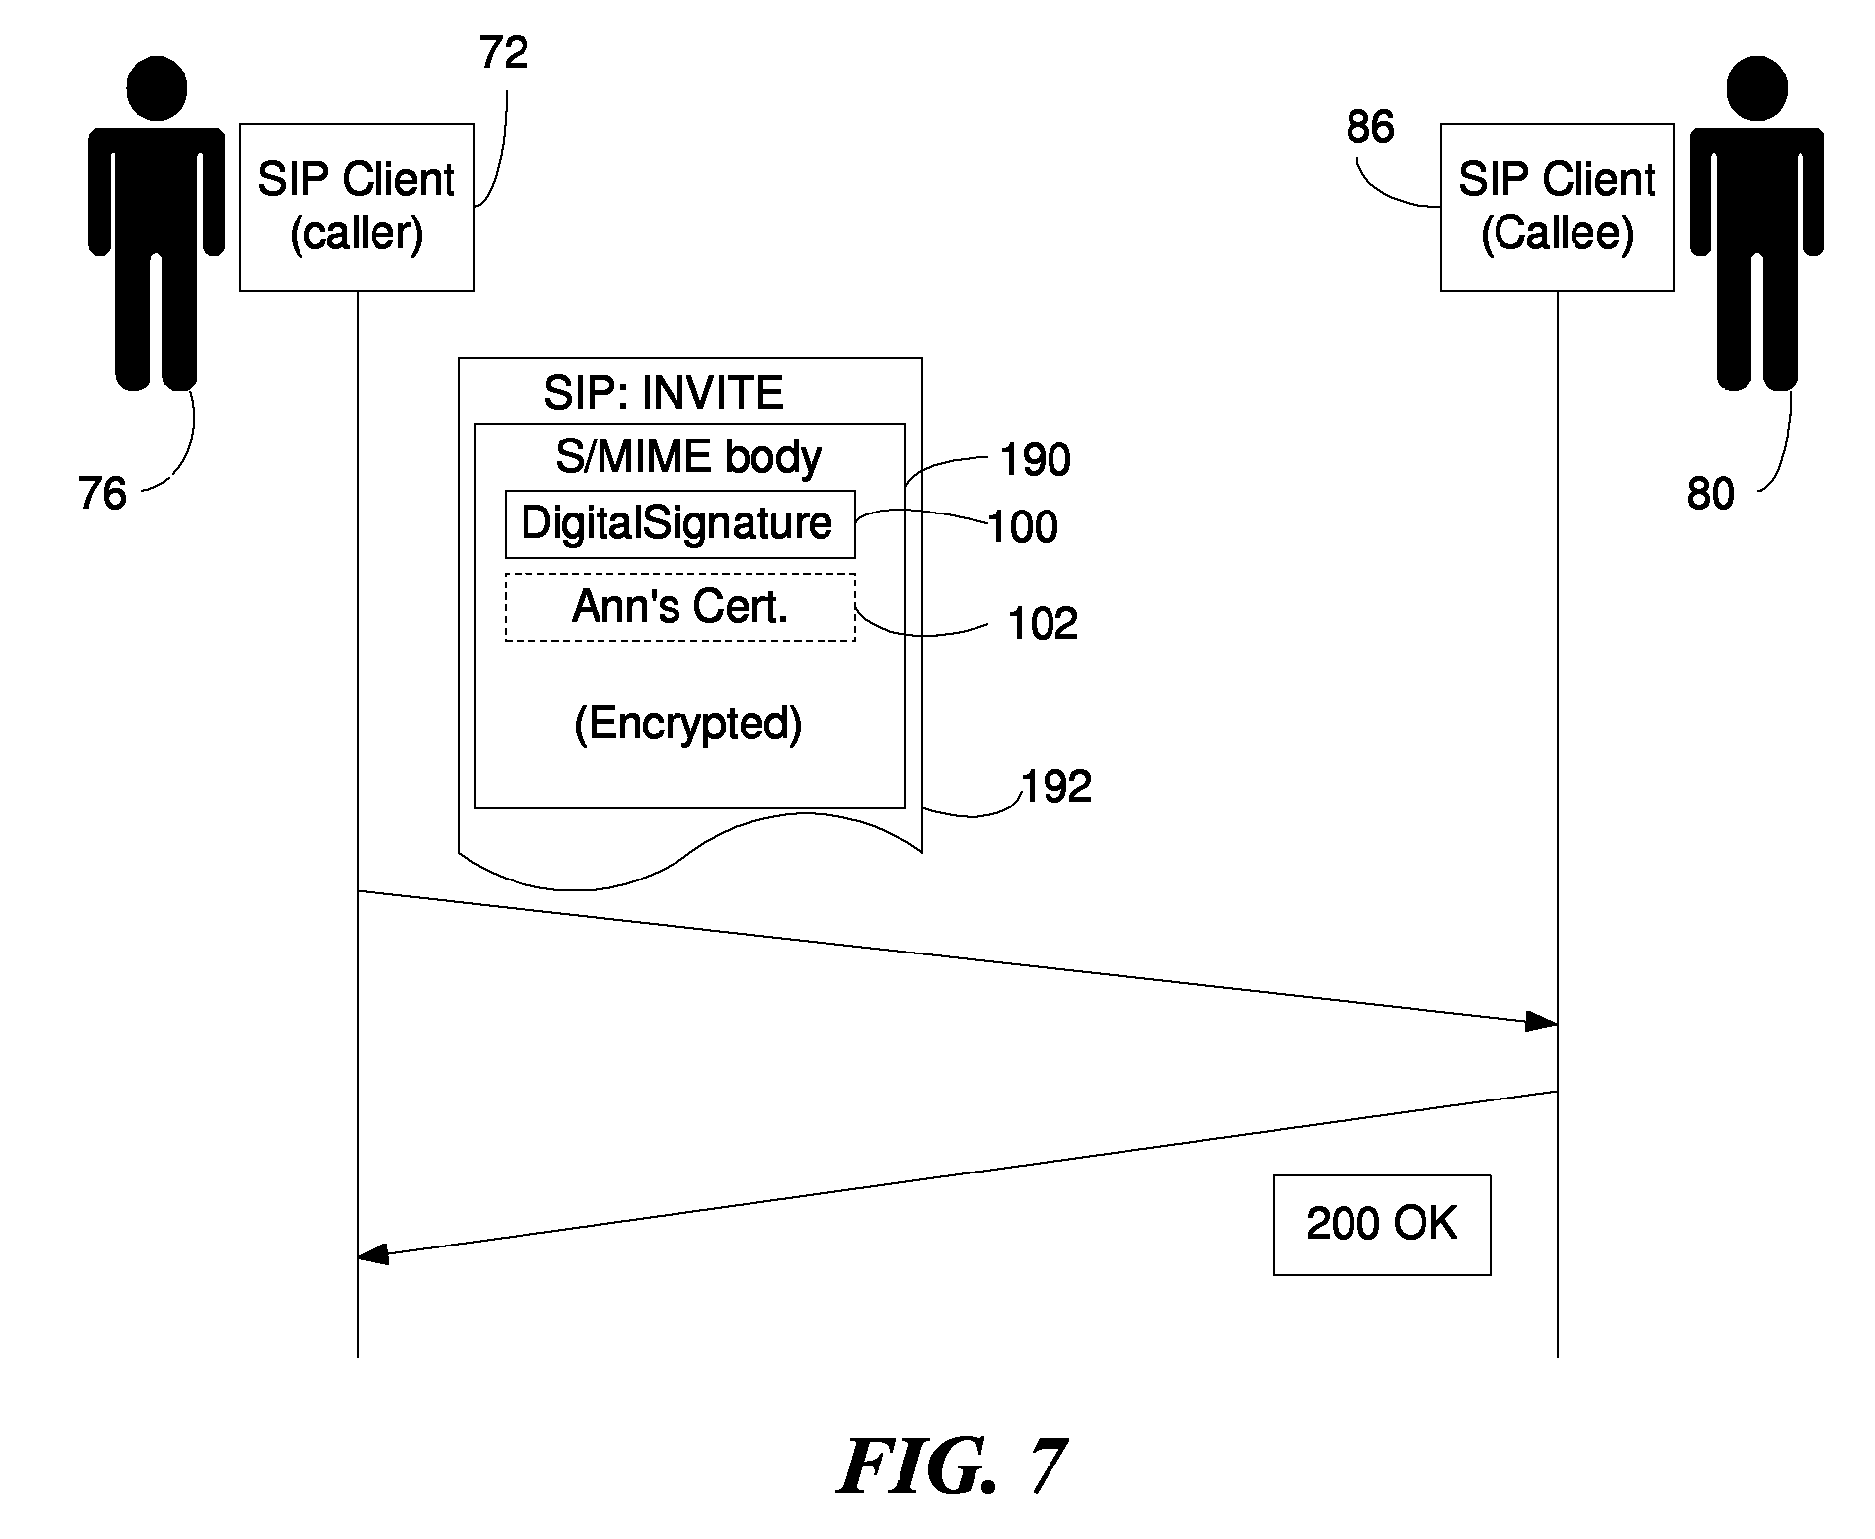 72
86
SIP Client
(caller)
SIP Client
(Callee)
76
80
SIP: INVITE
S/MIME body
190
DigitalSignature
100
Ann's Cert.
102
(Encrypted)
192
200 OK
FIG. 7